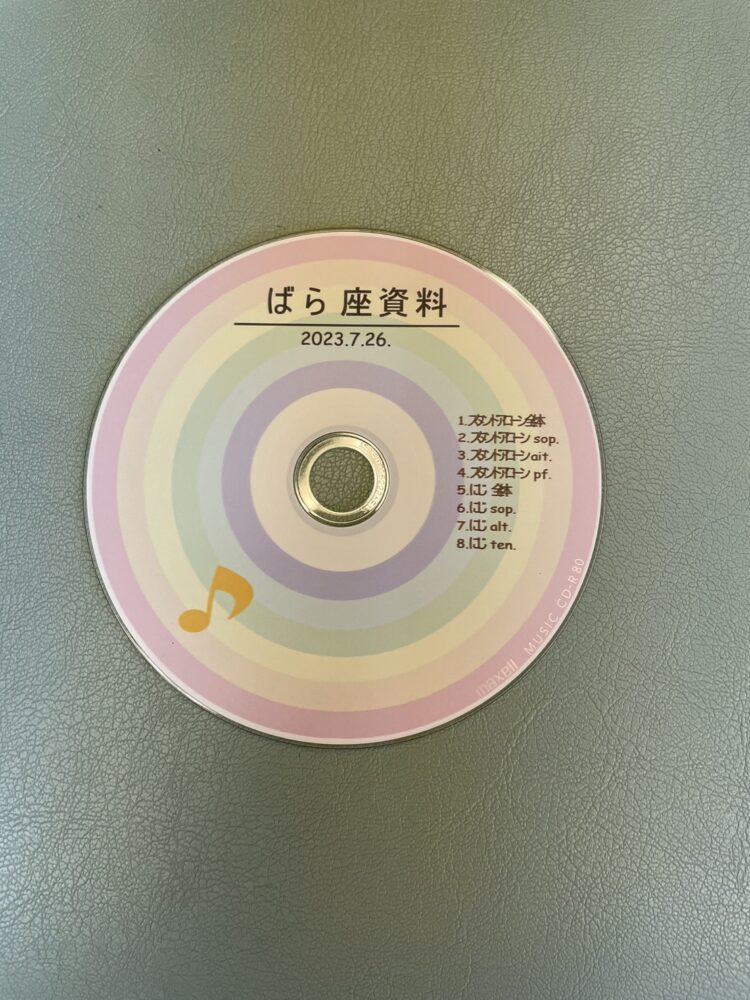 ばら座資料
2023.7.26.
1.スタンドアローン全体
2.スタンドアローン sop.
3.スタンドアローン ait.
4.スタンドアローン pf.
5.にじ 全体
6.にじ sop.
7.にじ alt.
8.にじ ten.
maxell MUSIC CD-R80